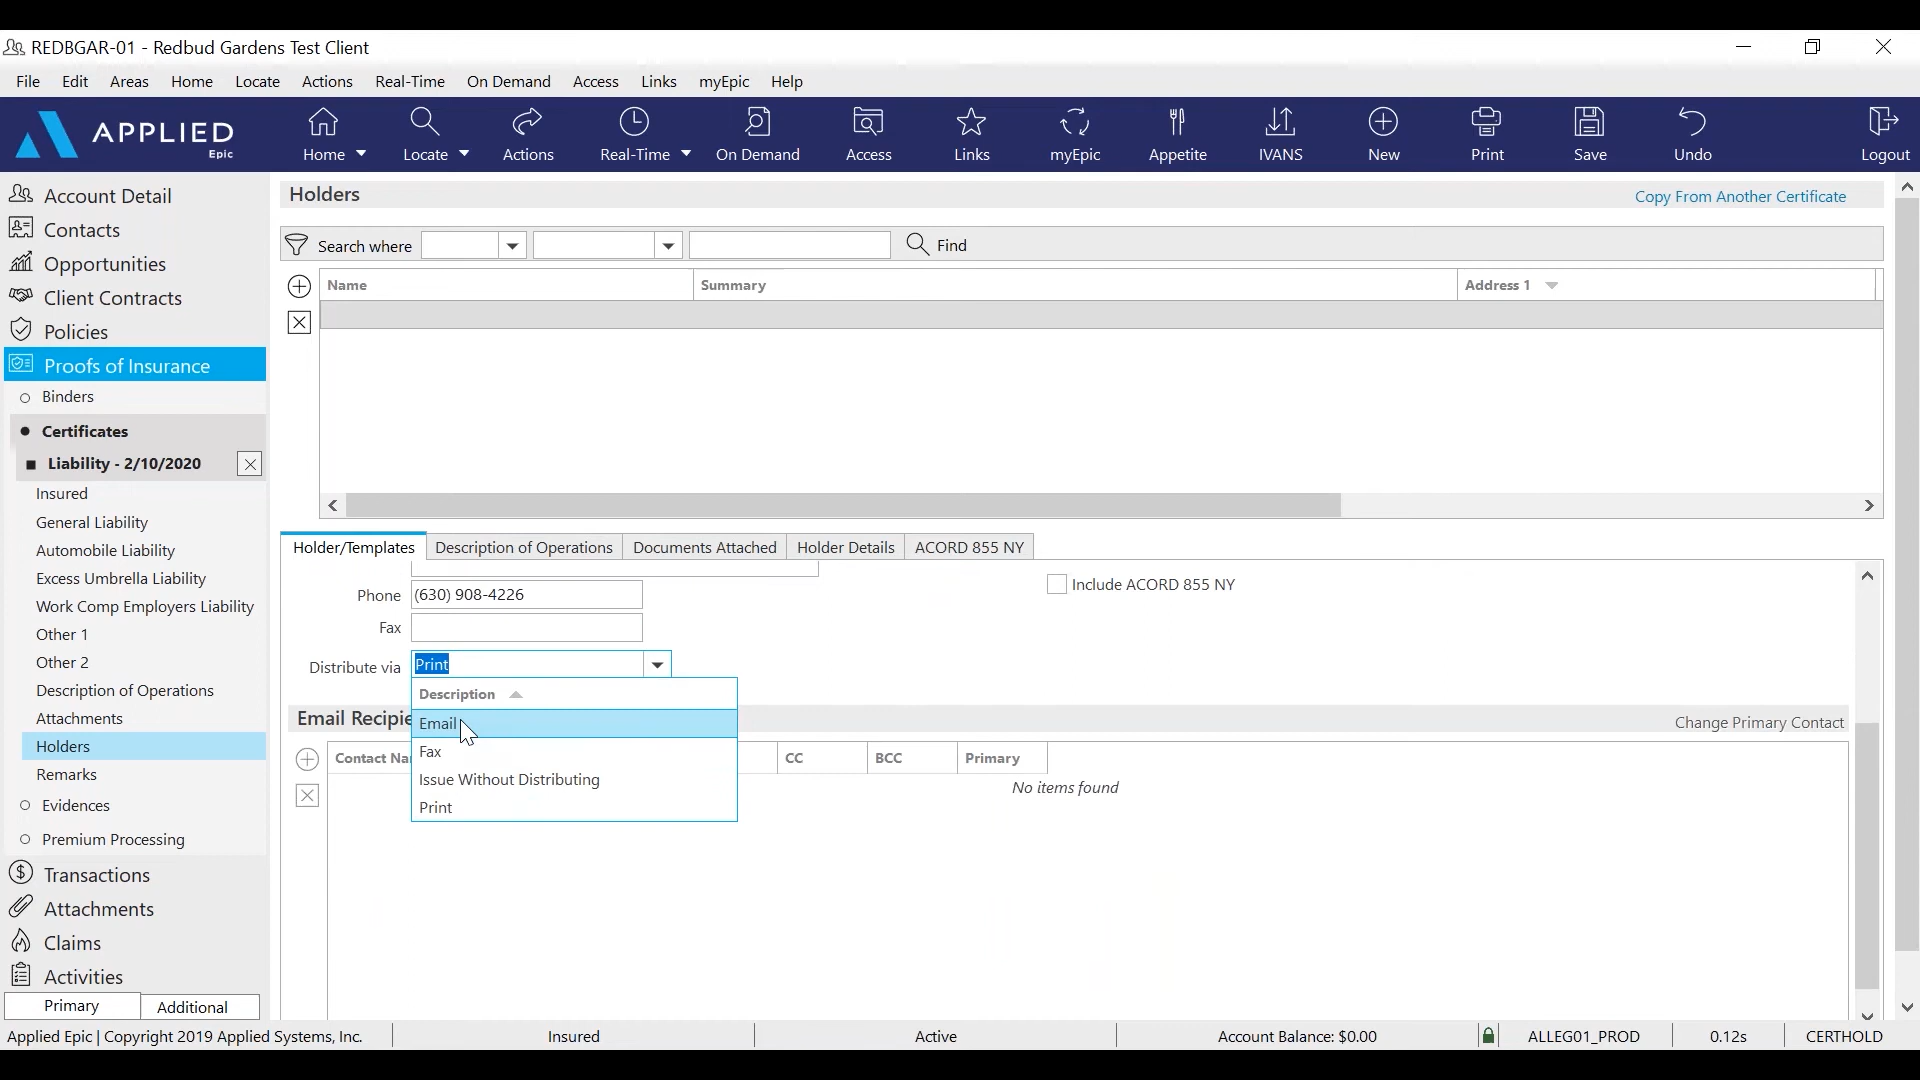 REDBGAR-01 - Redbud Gardens Test Client
File Edit Areas Home Locate Actions Real-Time On Demand Access Links myEpic Help
APPLIED
Epic
Home Locate Actions Real-Time On Demand Access Links myEpic Appetite IVANS New Print Save Undo Logout
Account Detail
Contacts
Opportunities
Client Contracts
Policies
Proofs of Insurance
Binders
Certificates
Liability - 2/10/2020
Insured
General Liability
Automobile Liability
Excess Umbrella Liability
Work Comp Employers Liability
Other 1
Other 2
Description of Operations
Attachments
Holders
Remarks
Evidences
Premium Processing
Transactions
Attachments
Claims
Activities
Primary Additional
Holders Copy From Another Certificate
Search where Find
Name Summary Address 1
Holder/Templates Description of Operations Documents Attached Holder Details ACORD 855 NY
Phone (630) 908-4226 Include ACORD 855 NY
Fax
Distribute via Print
Description
Email
Fax
Issue Without Distributing
Print
Email Recipie Change Primary Contact
Contact Na CC BCC Primary
No items found
Applied Epic | Copyright 2019 Applied Systems, Inc. Insured Active Account Balance: $0.00 ALLEG01_PROD 0.12s CERTHOLD